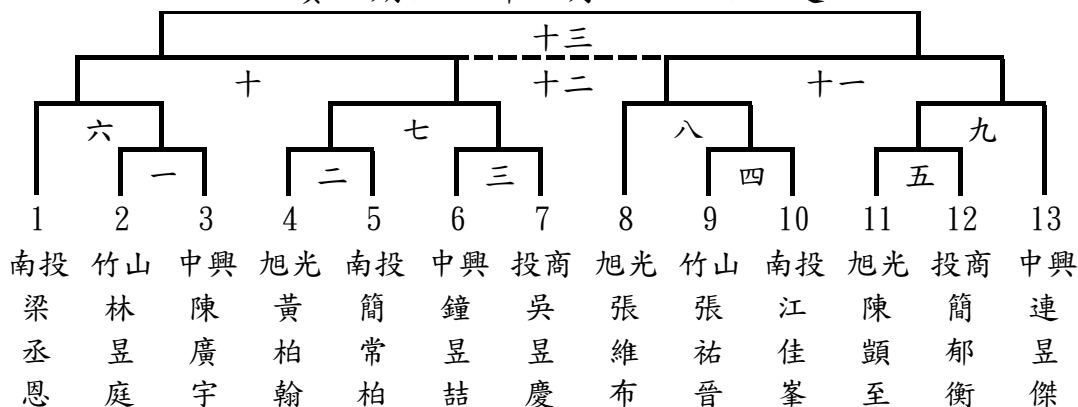 十三
十 十二 十一
六 七 八 九
一 二 三 四 五
1 2 3 4 5 6 7 8 9 10 11 12 13
南投 竹山 中興 旭光 南投 中興 投商 旭光 竹山 南投 旭光 投商 中興
梁 林 陳 黃 簡 鐘 吳 張 張 江 陳 簡 連
丞 昱 廣 柏 常 昱 昱 維 祐 佳 顗 郁 昱
恩 庭 宇 翰 柏 喆 慶 布 晉 峯 至 衡 傑